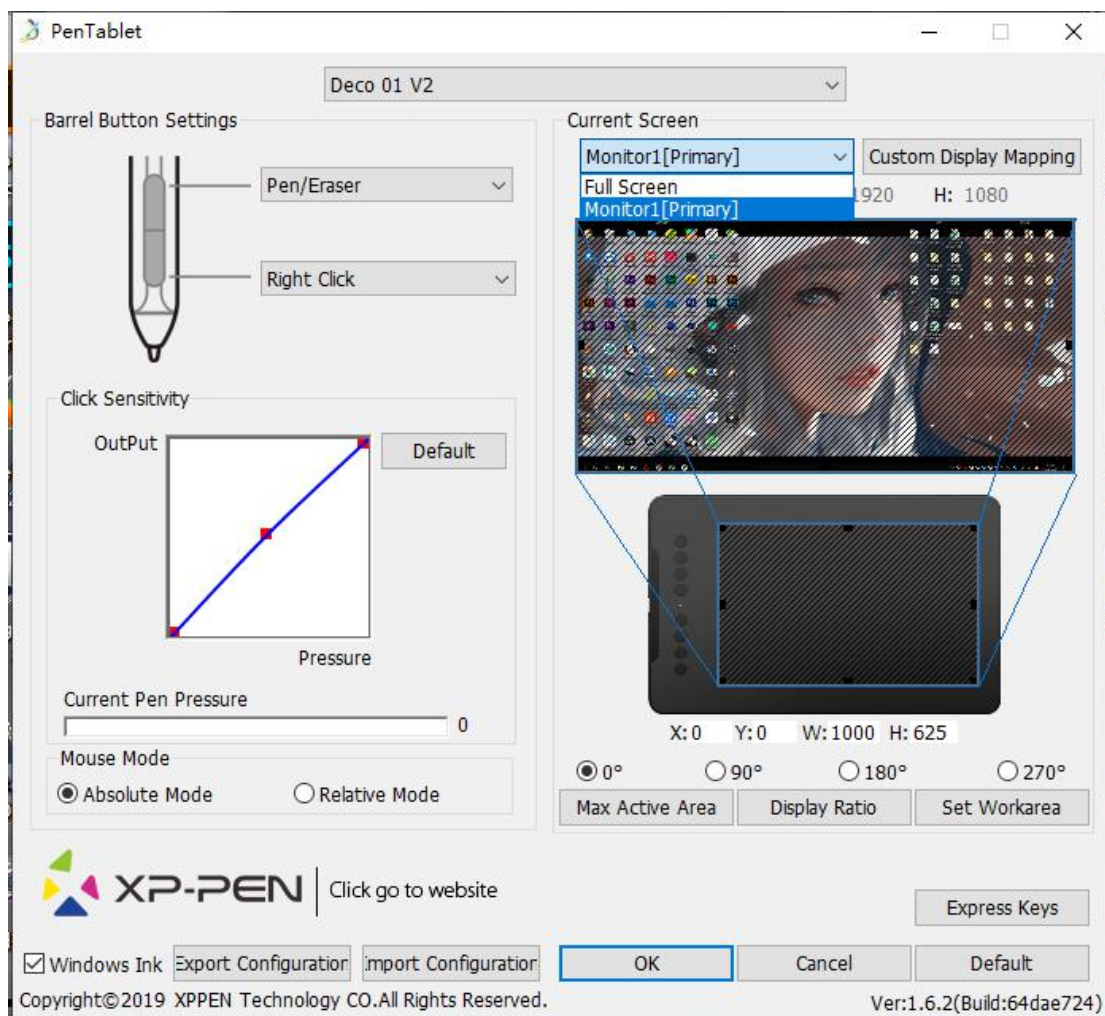 PenTablet
Deco 01 V2
Barrel Button Settings
Pen/Eraser
Right Click
Click Sensitivity
OutPut
Default
Pressure
Current Pen Pressure
0
Mouse Mode
Absolute Mode
Relative Mode
Current Screen
Monitor1[Primary]
Custom Display Mapping
Full Screen
Monitor1[Primary]
1920 H: 1080
X: 0 Y: 0 W: 1000 H: 625
0° 90° 180° 270°
Max Active Area
Display Ratio
Set Workarea
XP-PEN
Click go to website
Express Keys
Windows Ink
Export Configuration
Import Configuration
OK
Cancel
Default
Copyright©2019 XPPEN Technology CO.All Rights Reserved.
Ver:1.6.2(Build:64dae724)